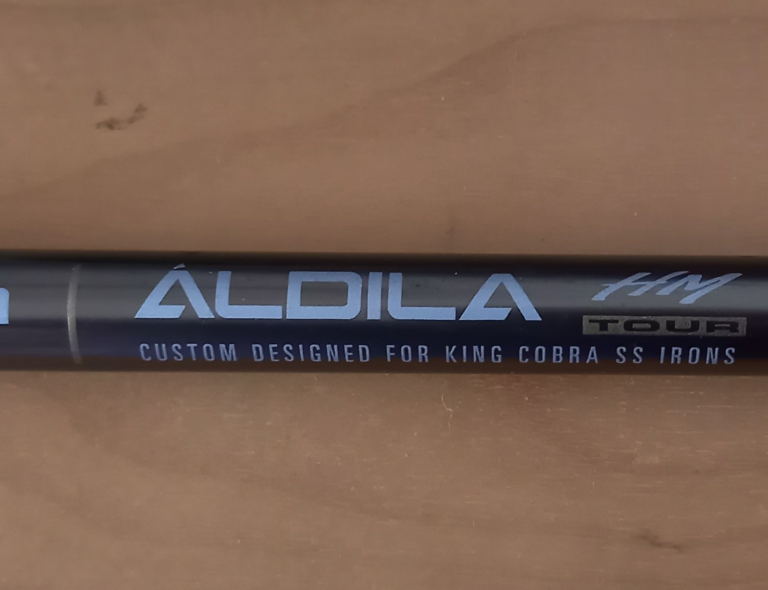 ÁLDILA
HM
TOUR
CUSTOM DESIGNED FOR KING COBRA SS IRONS